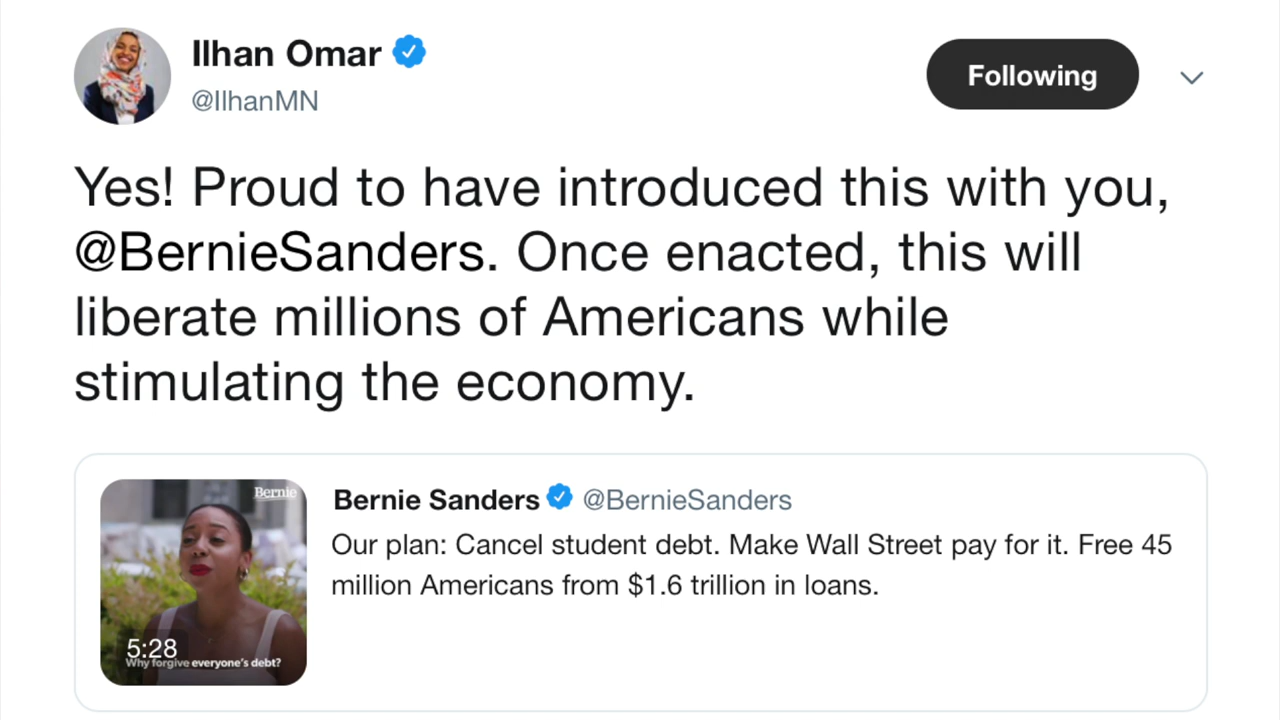 Ilhan Omar
@IlhanMN
Following
Yes! Proud to have introduced this with you,
@BernieSanders. Once enacted, this will
liberate millions of Americans while
stimulating the economy.
Bernie
5:28
Why forgive everyone's debt?
Bernie Sanders @BernieSanders
Our plan: Cancel student debt. Make Wall Street pay for it. Free 45
million Americans from $1.6 trillion in loans.